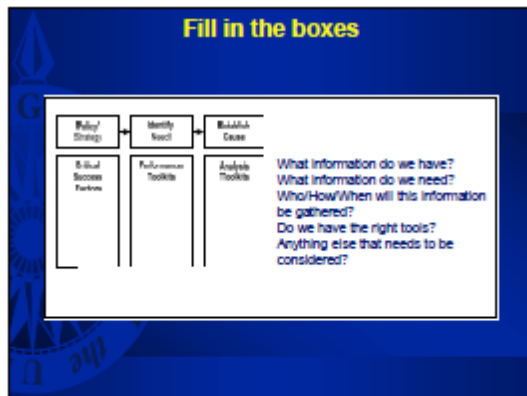 Fill in the boxes
Policy/
Strategy
Identify
Need
Establish
Cause
Critical
Success
Factors
Performance
Toolkits
Analysis
Toolkits
What information do we have?
What information do we need?
Who/How/When will this information
be gathered?
Do we have the right tools?
Anything else that needs to be
considered?